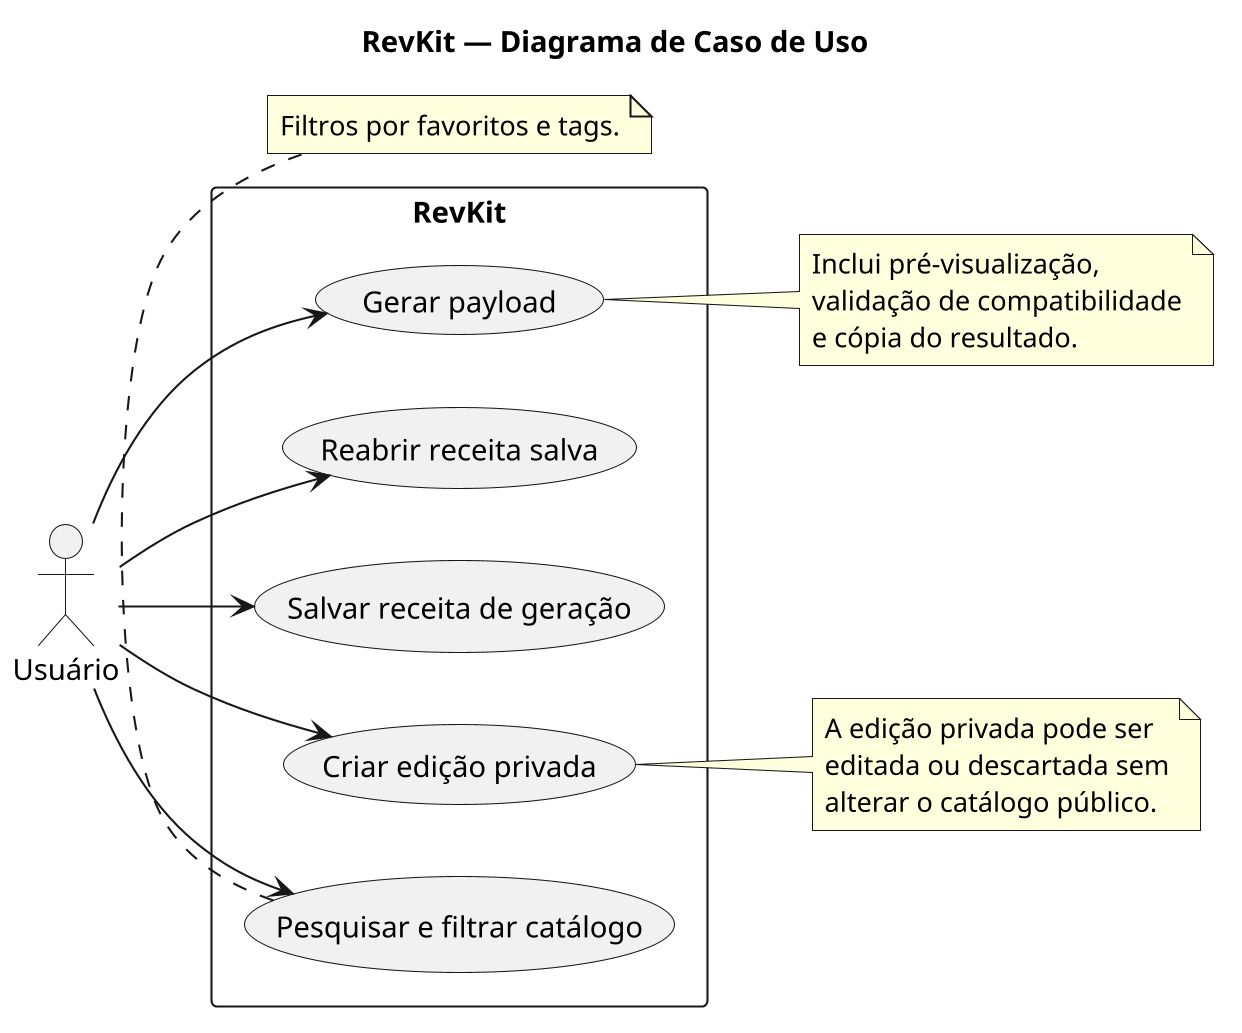 RevKit — Diagrama de Caso de Uso
Filtros por favoritos e tags.
RevKit
Gerar payload
Inclui pré-visualização,
validação de compatibilidade
e cópia do resultado.
Reabrir receita salva
Salvar receita de geração
Usuário
Criar edição privada
A edição privada pode ser
editada ou descartada sem
alterar o catálogo público.
Pesquisar e filtrar catálogo